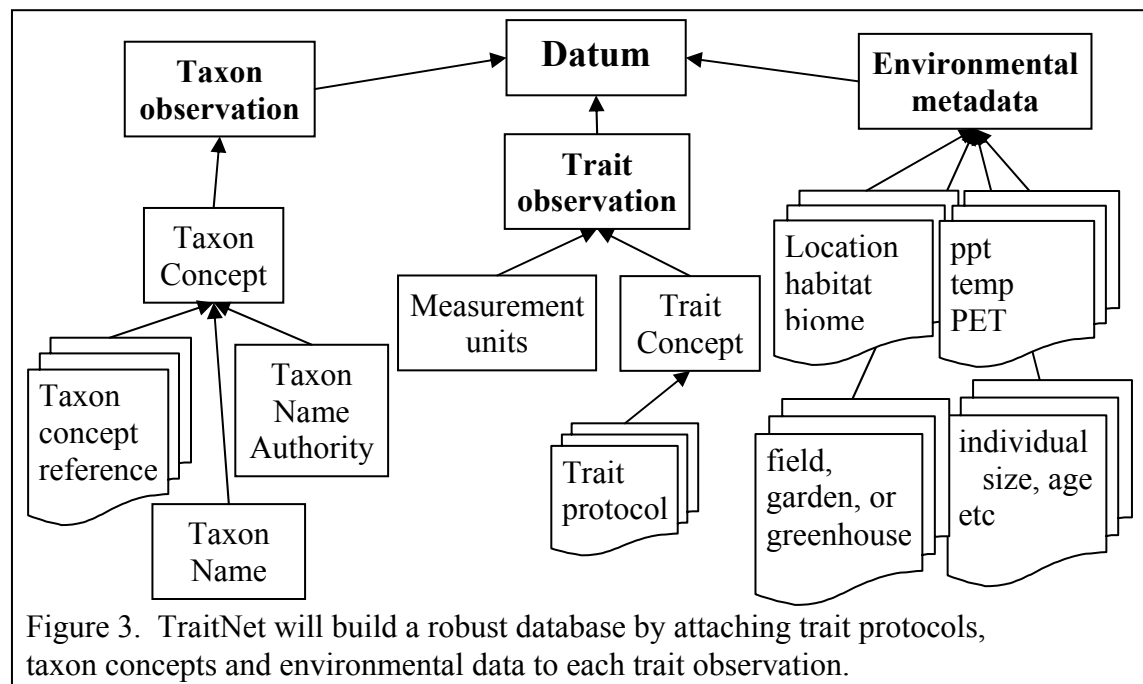 Datum
Taxon
observation
Environmental
metadata
Trait
observation
Taxon
Concept
Measurement
units
Trait
Concept
Location
habitat
biome
ppt
temp
PET
Taxon
concept
reference
Taxon
Name
Authority
Taxon
Name
Trait
protocol
field,
garden, or
greenhouse
individual
size, age
etc
Figure 3.  TraitNet will build a robust database by attaching trait protocols,
taxon concepts and environmental data to each trait observation.